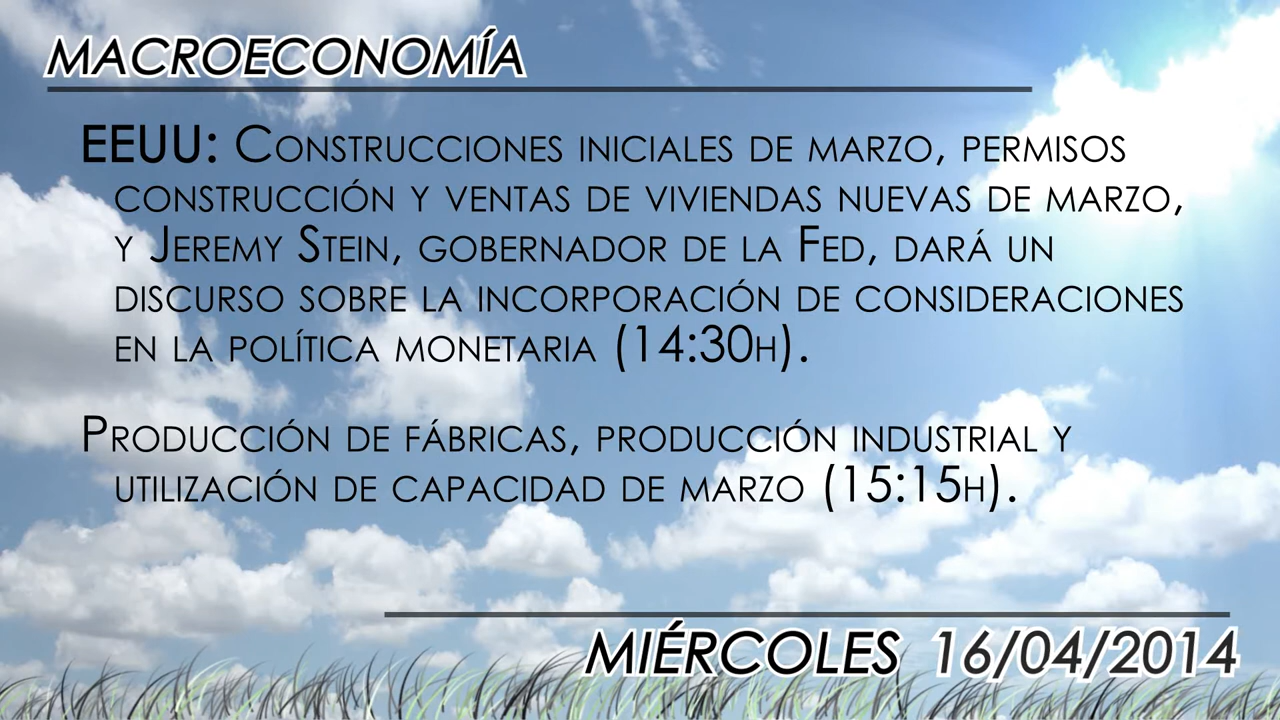 MACROECONOMÍA
EEUU: Construcciones iniciales de marzo, permisos
construcción y ventas de viviendas nuevas de marzo,
y Jeremy Stein, gobernador de la Fed, dará un
discurso sobre la incorporación de consideraciones
en la política monetaria (14:30h).
Producción de fábricas, producción industrial y
utilización de capacidad de marzo (15:15h).
MIÉRCOLES 16/04/2014